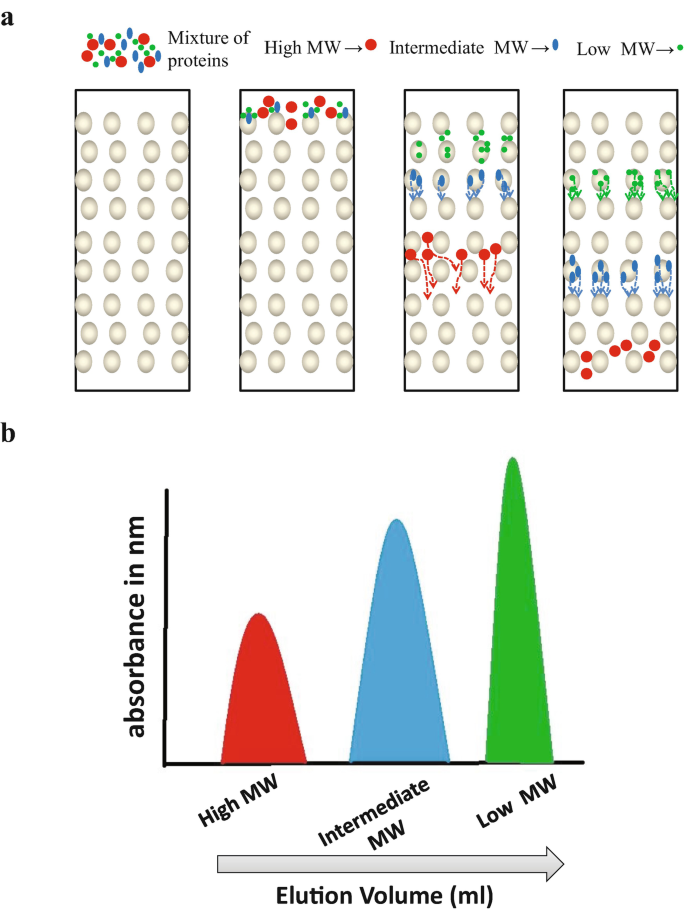 a
Mixture of
proteins
High MW→
Intermediate MW→
Low MW→
b
absorbance in nm
High MW
Intermediate
MW
Low MW
Elution Volume (ml)